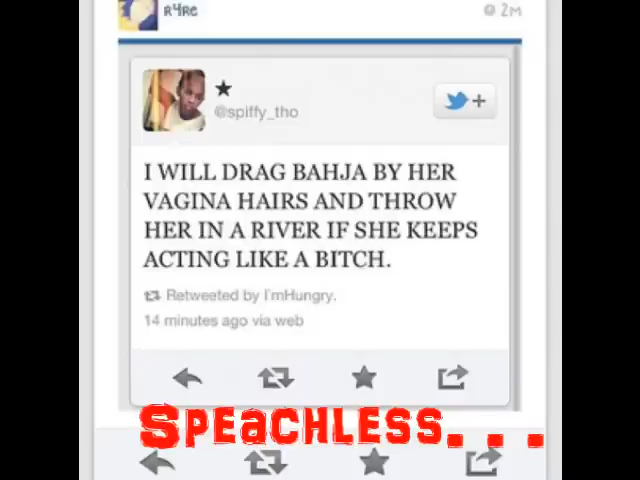 R4Re
2M
★
@spiffy_tho
+
I WILL DRAG BAHJA BY HER
VAGINA HAIRS AND THROW
HER IN A RIVER IF SHE KEEPS
ACTING LIKE A BITCH.
Retweeted by I'mHungry.
14 minutes ago via web
SPEACHLESS...